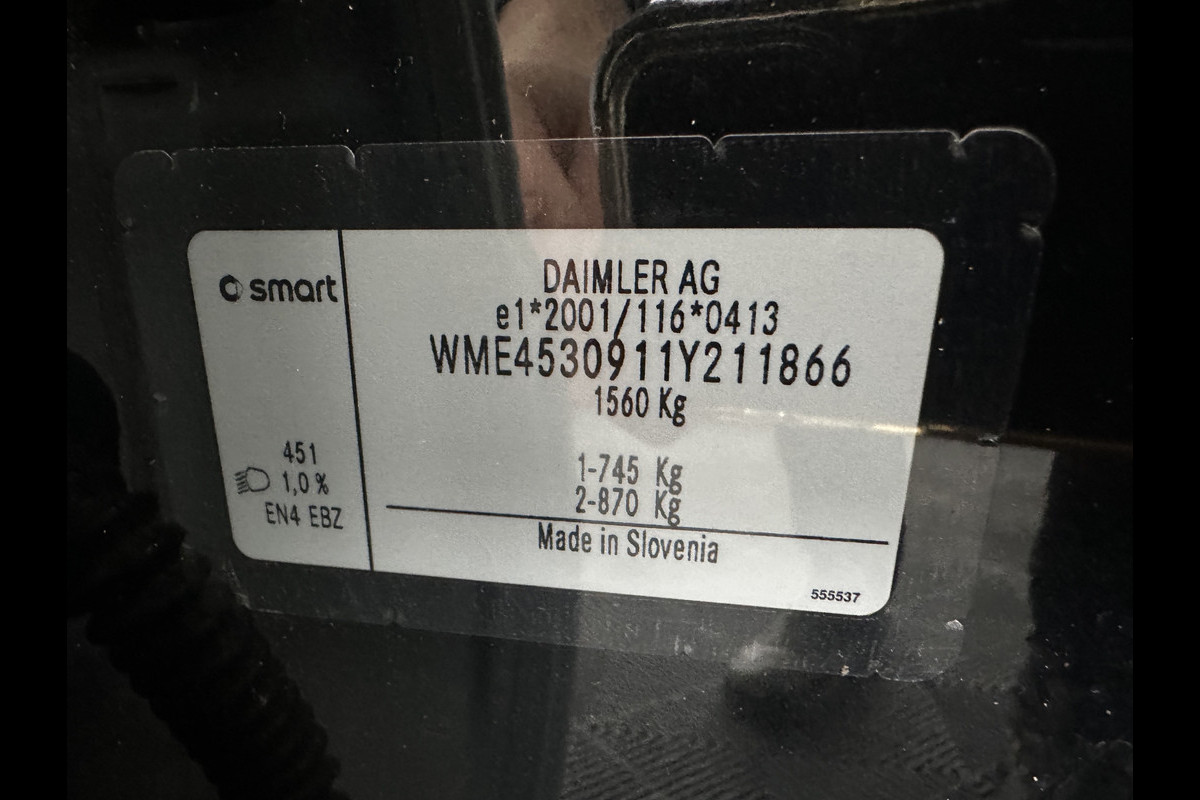 smart
DAIMLER AG
e1*2001/116*0413
WME4530911Y211866
1560 Kg
451
1,0 %
EN4 EBZ
1-745 Kg
2-870 Kg
Made in Slovenia
555537